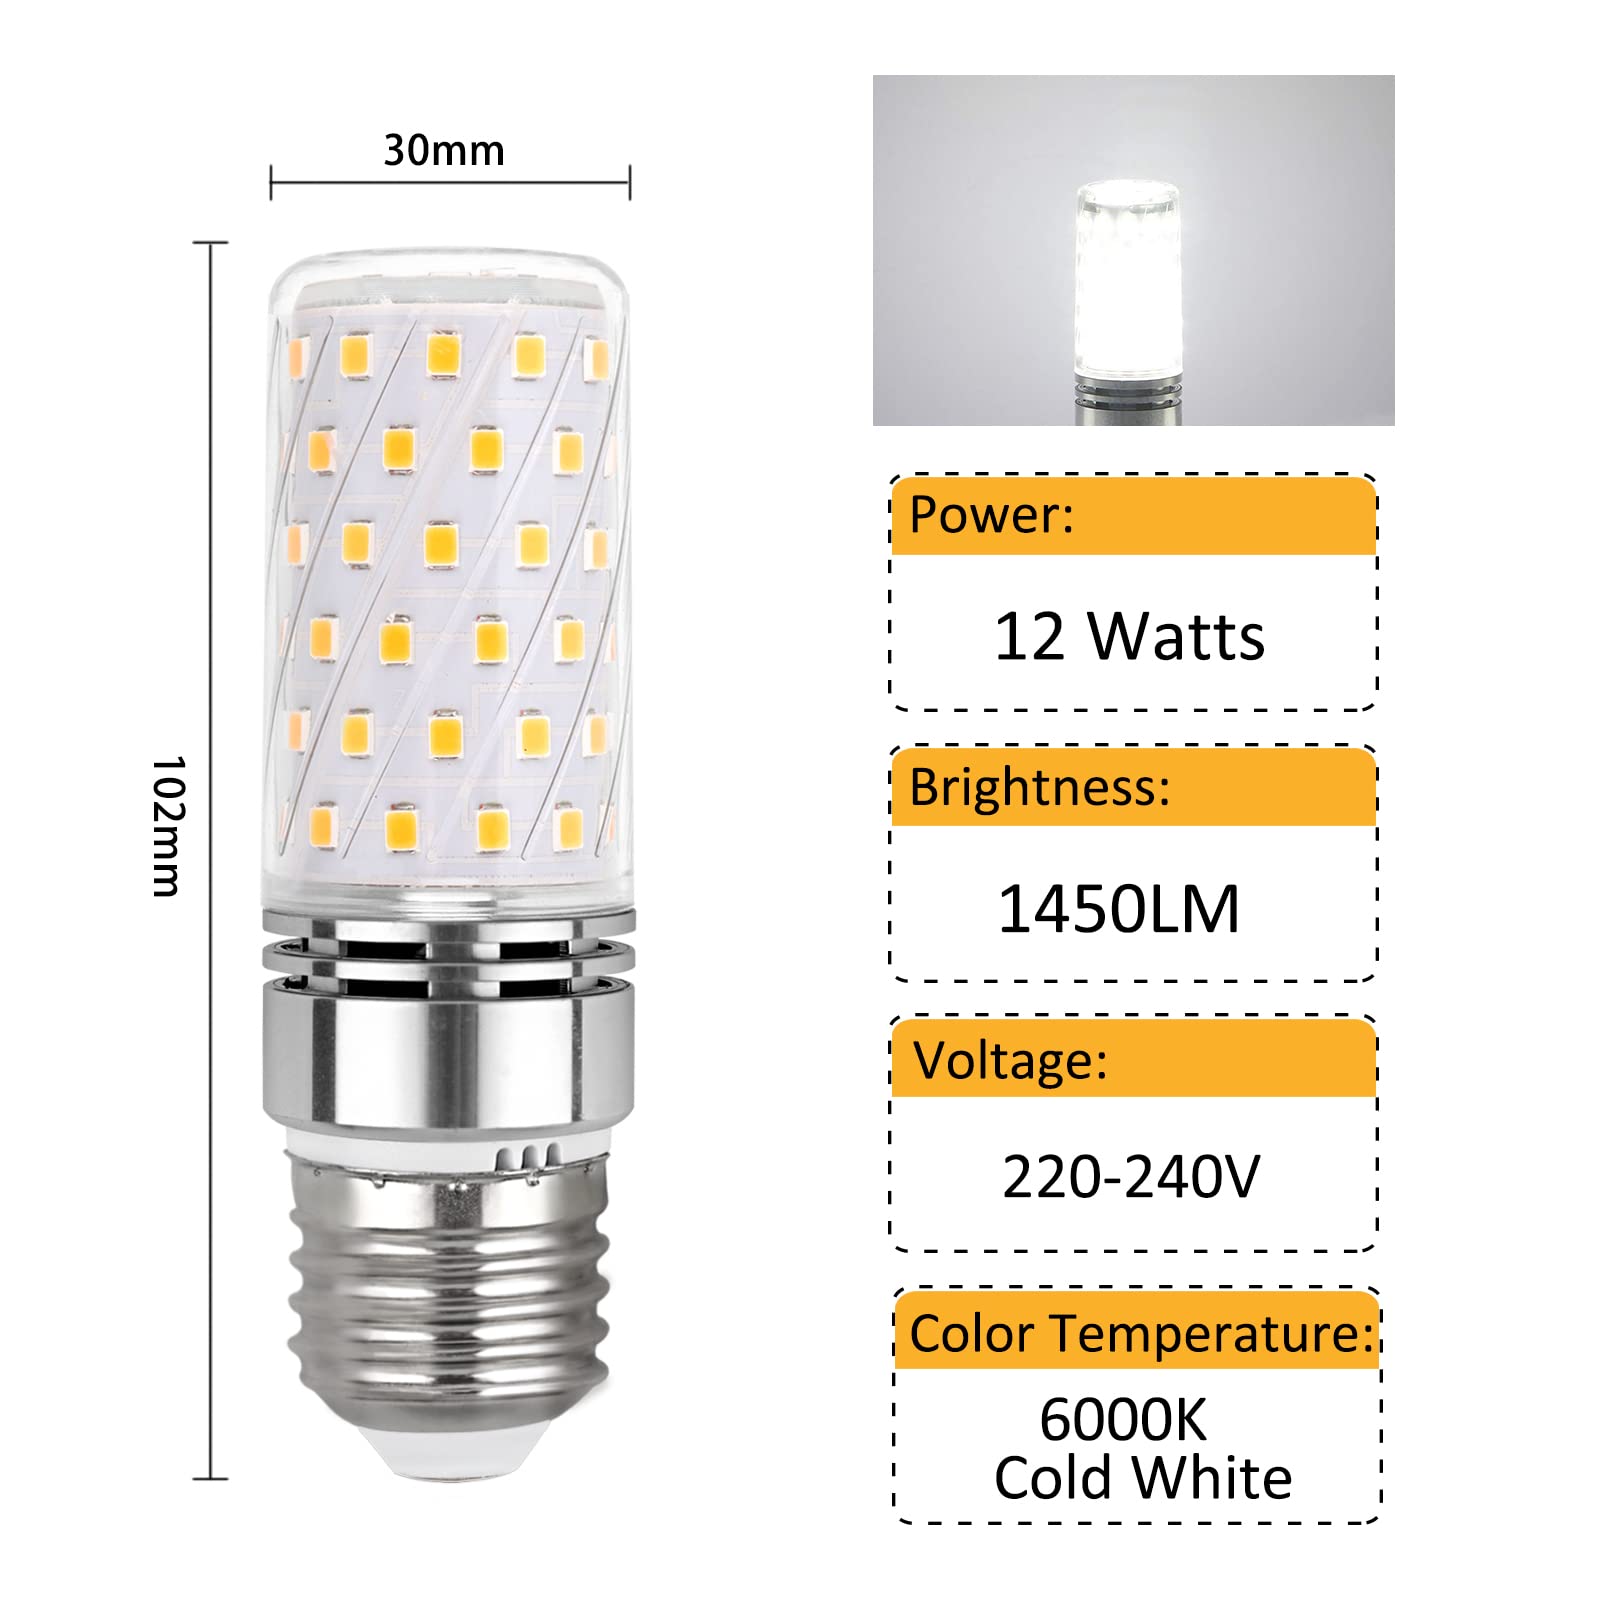 30mm
102mm
Power:
12 Watts
Brightness:
1450LM
Voltage:
220-240V
Color Temperature:
6000K
Cold White